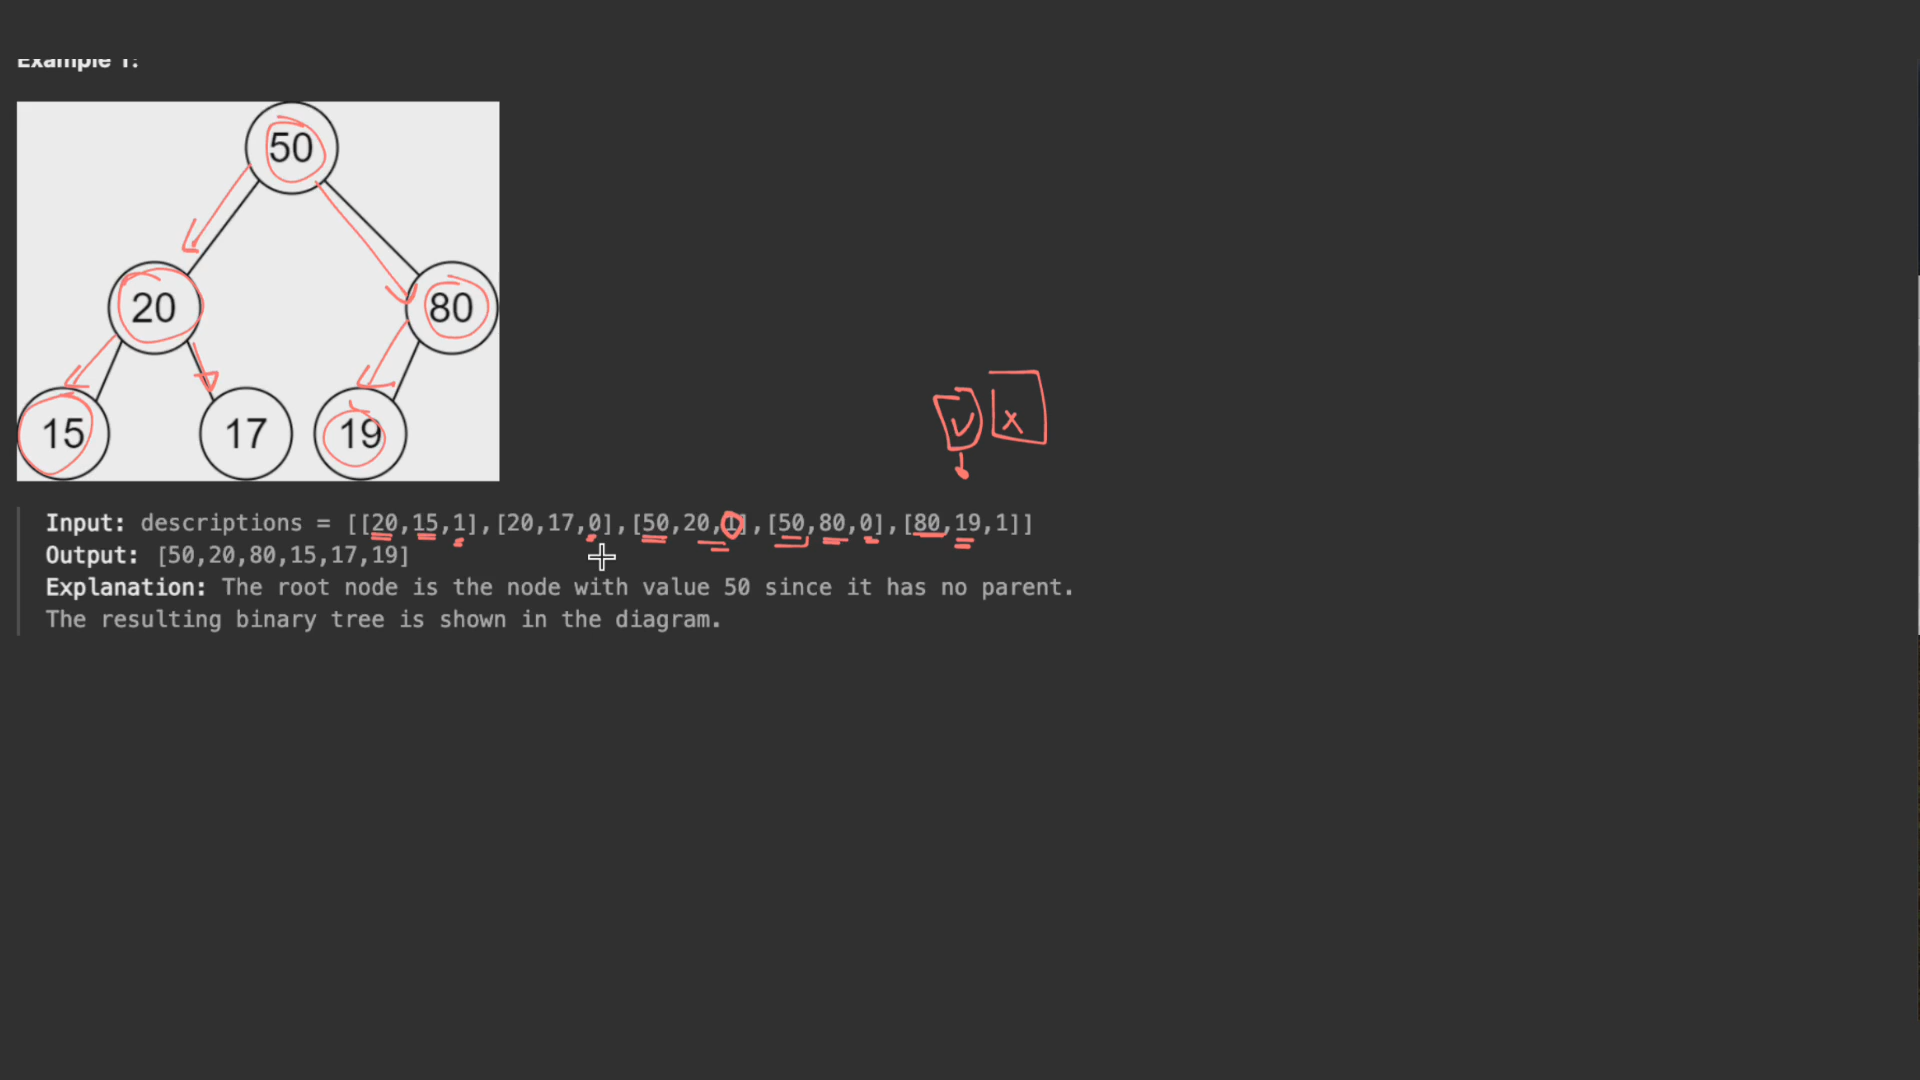 Example 1:
50
20 80
15 17 19
V X
Input: descriptions = [[20,15,1],[20,17,0],[50,20,1],[50,80,0],[80,19,1]]
Output: [50,20,80,15,17,19]
Explanation: The root node is the node with value 50 since it has no parent.
The resulting binary tree is shown in the diagram.